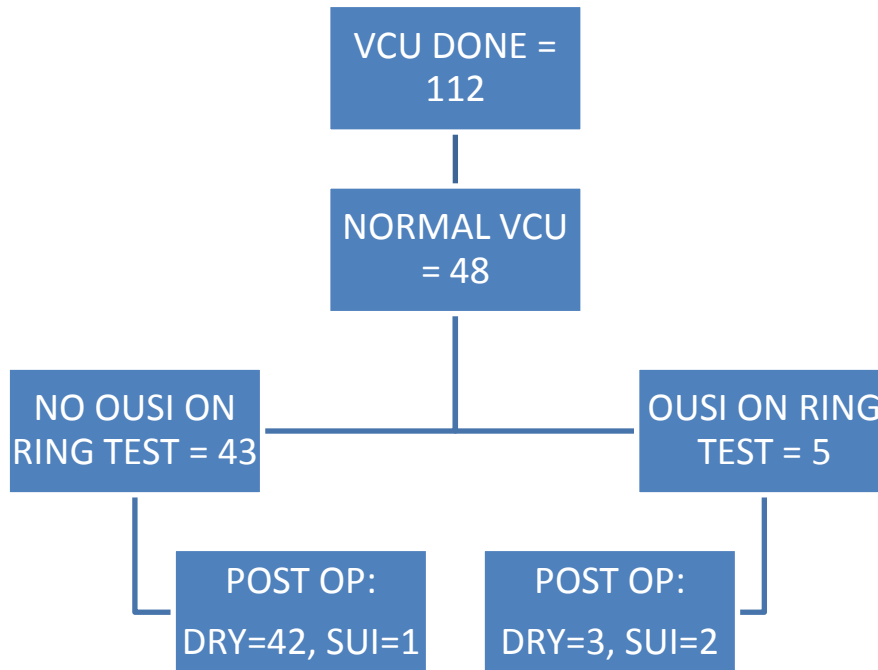 VCU DONE =
112
NORMAL VCU
= 48
NO OUSI ON
RING TEST = 43
OUSI ON RING
TEST = 5
POST OP:
DRY=42, SUI=1
POST OP:
DRY=3, SUI=2